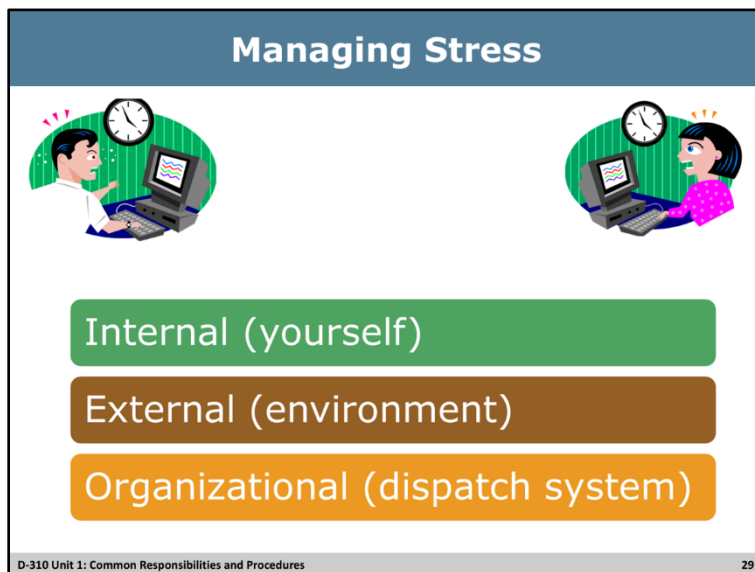 Managing Stress
Internal (yourself)
External (environment)
Organizational (dispatch system)
D-310 Unit 1: Common Responsibilities and Procedures
29